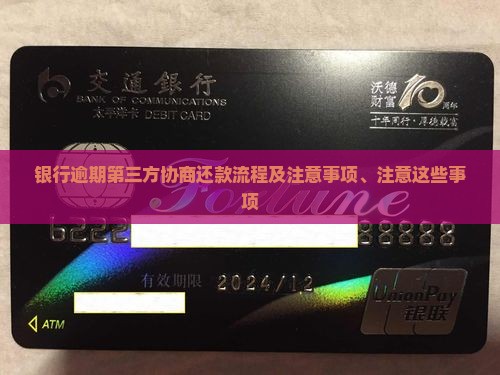 交通銀行
BANK OF COMMUNICATIONS
太平洋卡 DEBIT CARD
沃德
财富
10
周年
十年同行·厚德载富
银行逾期第三方协商还款流程及注意事项、注意这些事
项
Fortune
6222
88888
有效期限 2024/12
ATM
UnionPay
银联